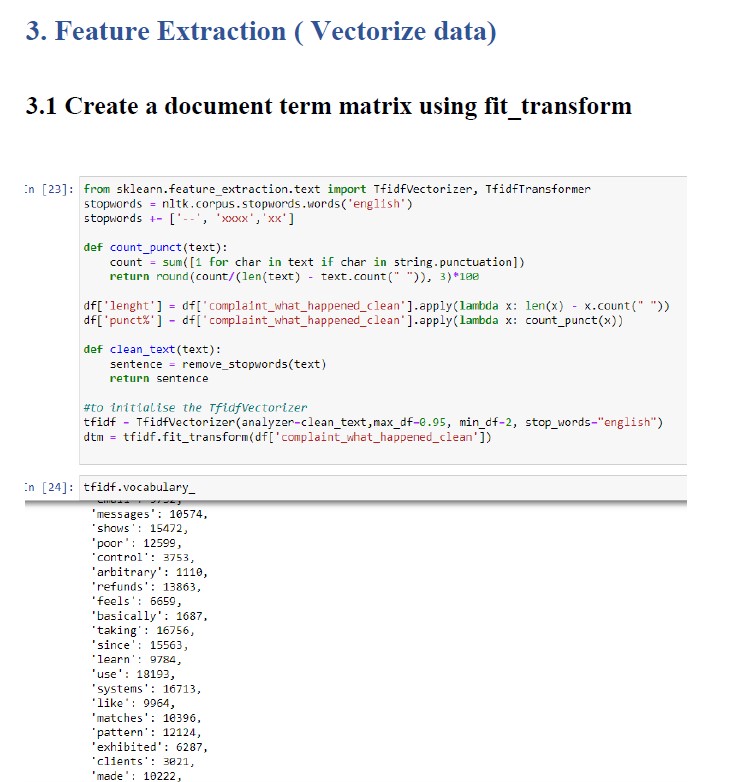 3. Feature Extraction ( Vectorize data)
3.1 Create a document term matrix using fit_transform
In [23]: from sklearn.feature_extraction.text import TfidfVectorizer, TfidfTransformer
stopwords = nltk.corpus.stopwords.words('english')
stopwords += ['--', 'xxxx','xx']
def count_punct(text):
count = sum([1 for char in text if char in string.punctuation])
return round(count/(len(text) - text.count(" ")), 3)*100
df['lenght'] = df['complaint_what_happened_clean'].apply(lambda x: len(x) - x.count(" "))
df['punct%'] = df['complaint_what_happened_clean'].apply(lambda x: count_punct(x))
def clean_text(text):
sentence = remove_stopwords(text)
return sentence
#to initialise the TfidfVectorizer
tfidf = TfidfVectorizer(analyzer=clean_text,max_df=0.95, min_df=2, stop_words="english")
dtm = tfidf.fit_transform(df['complaint_what_happened_clean'])
In [24]: tfidf.vocabulary_
'messages': 10574,
'shows': 15472,
'poor': 12599,
'control': 3753,
'arbitrary': 1110,
'refunds': 13863,
'feels': 6659,
'basically': 1687,
'taking': 16756,
'since': 15563,
'learn': 9784,
'use': 18193,
'systems': 16713,
'like': 9964,
'matches': 10396,
'pattern': 12124,
'exhibited': 6287,
'clients': 3021,
'made': 10222,